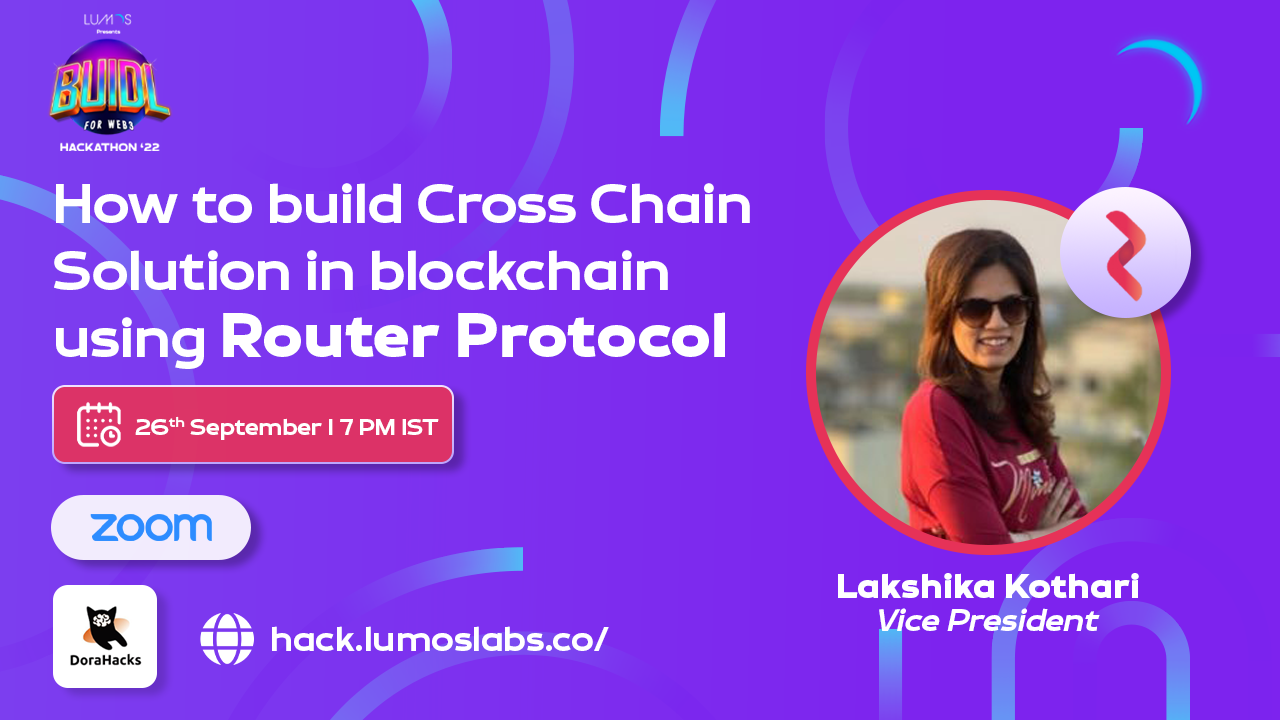 LUMOS
Presents
BUIDL
FOR WEB3
HACKATHON ‘22
How to build Cross Chain
Solution in blockchain
using Router Protocol
26th September | 7 PM IST
zoom
DoraHacks
hack.lumoslabs.co/
Lakshika Kothari
Vice President